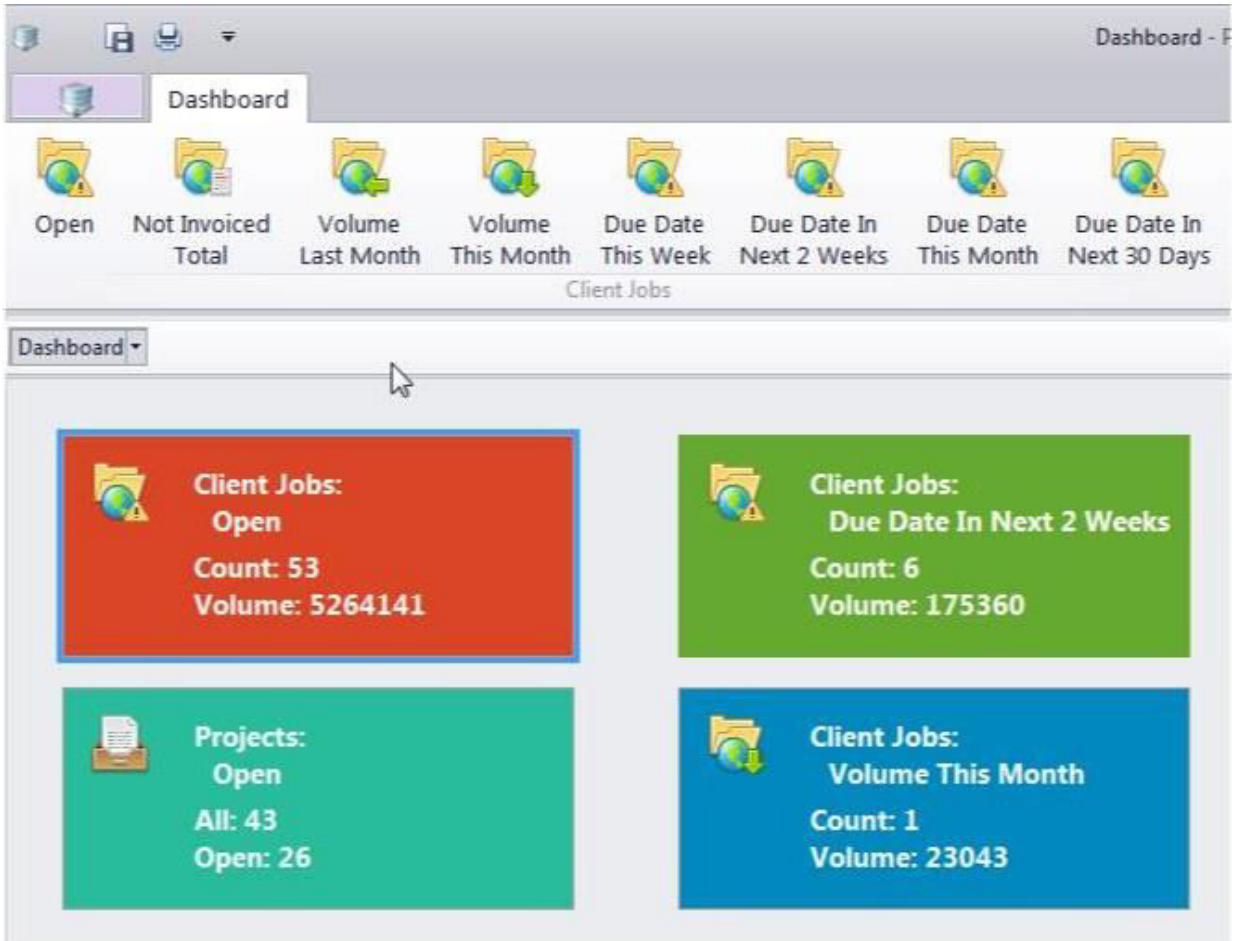 Dashboard -
Dashboard
Open
Not Invoiced
Total
Volume
Last Month
Volume
This Month
Due Date
This Week
Due Date In
Next 2 Weeks
Due Date
This Month
Due Date In
Next 30 Days
Client Jobs
Dashboard
Client Jobs:
Open
Count: 53
Volume: 5264141
Client Jobs:
Due Date In Next 2 Weeks
Count: 6
Volume: 175360
Projects:
Open
All: 43
Open: 26
Client Jobs:
Volume This Month
Count: 1
Volume: 23043